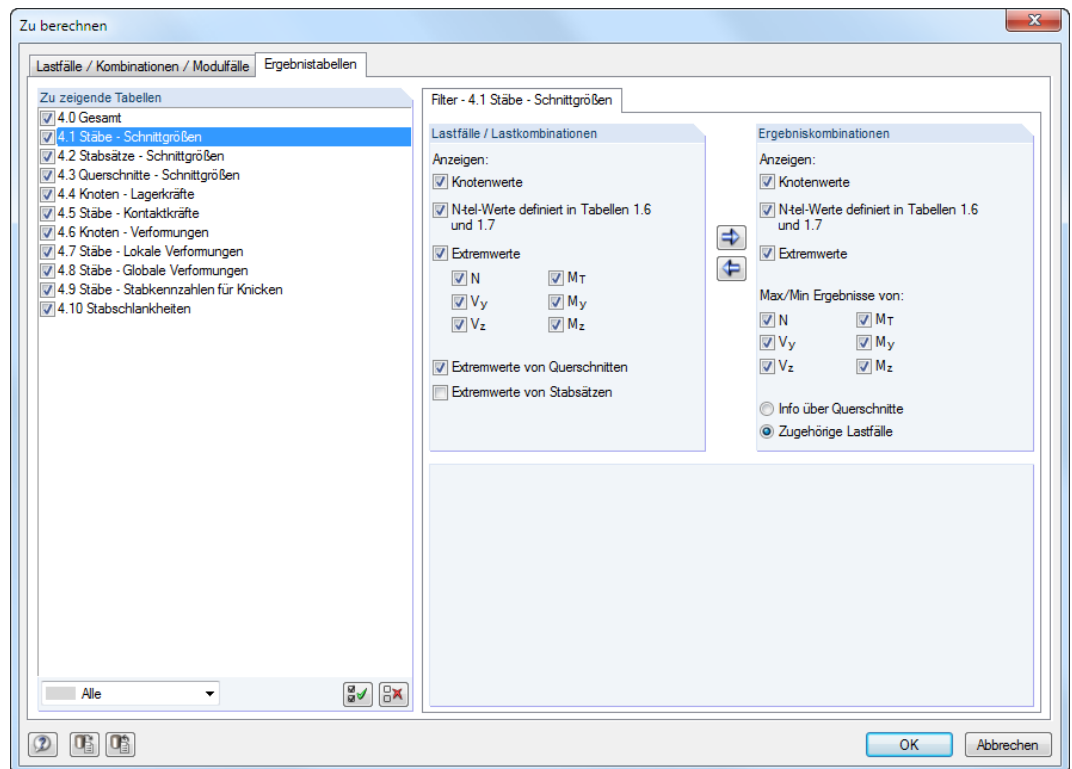 Zu berechnen
Lastfälle / Kombinationen / Modulfälle
Ergebnistabellen
Zu zeigende Tabellen
4.0 Gesamt
4.1 Stäbe - Schnittgrößen
4.2 Stabsätze - Schnittgrößen
4.3 Querschnitte - Schnittgrößen
4.4 Knoten - Lagerkräfte
4.5 Stäbe - Kontaktkräfte
4.6 Knoten - Verformungen
4.7 Stäbe - Lokale Verformungen
4.8 Stäbe - Globale Verformungen
4.9 Stäbe - Stabkennzahlen für Knicken
4.10 Stabschlankheiten
Alle
Filter - 4.1 Stäbe - Schnittgrößen
Lastfälle / Lastkombinationen
Anzeigen:
Knotenwerte
N-tel-Werte definiert in Tabellen 1.6
und 1.7
Extremwerte
N
MT
Vy
My
Vz
Mz
Extremwerte von Querschnitten
Extremwerte von Stabsätzen
Ergebniskombinationen
Anzeigen:
Knotenwerte
N-tel-Werte definiert in Tabellen 1.6
und 1.7
Extremwerte
Max/Min Ergebnisse von:
N
MT
Vy
My
Vz
Mz
Info über Querschnitte
Zugehörige Lastfälle
OK
Abbrechen